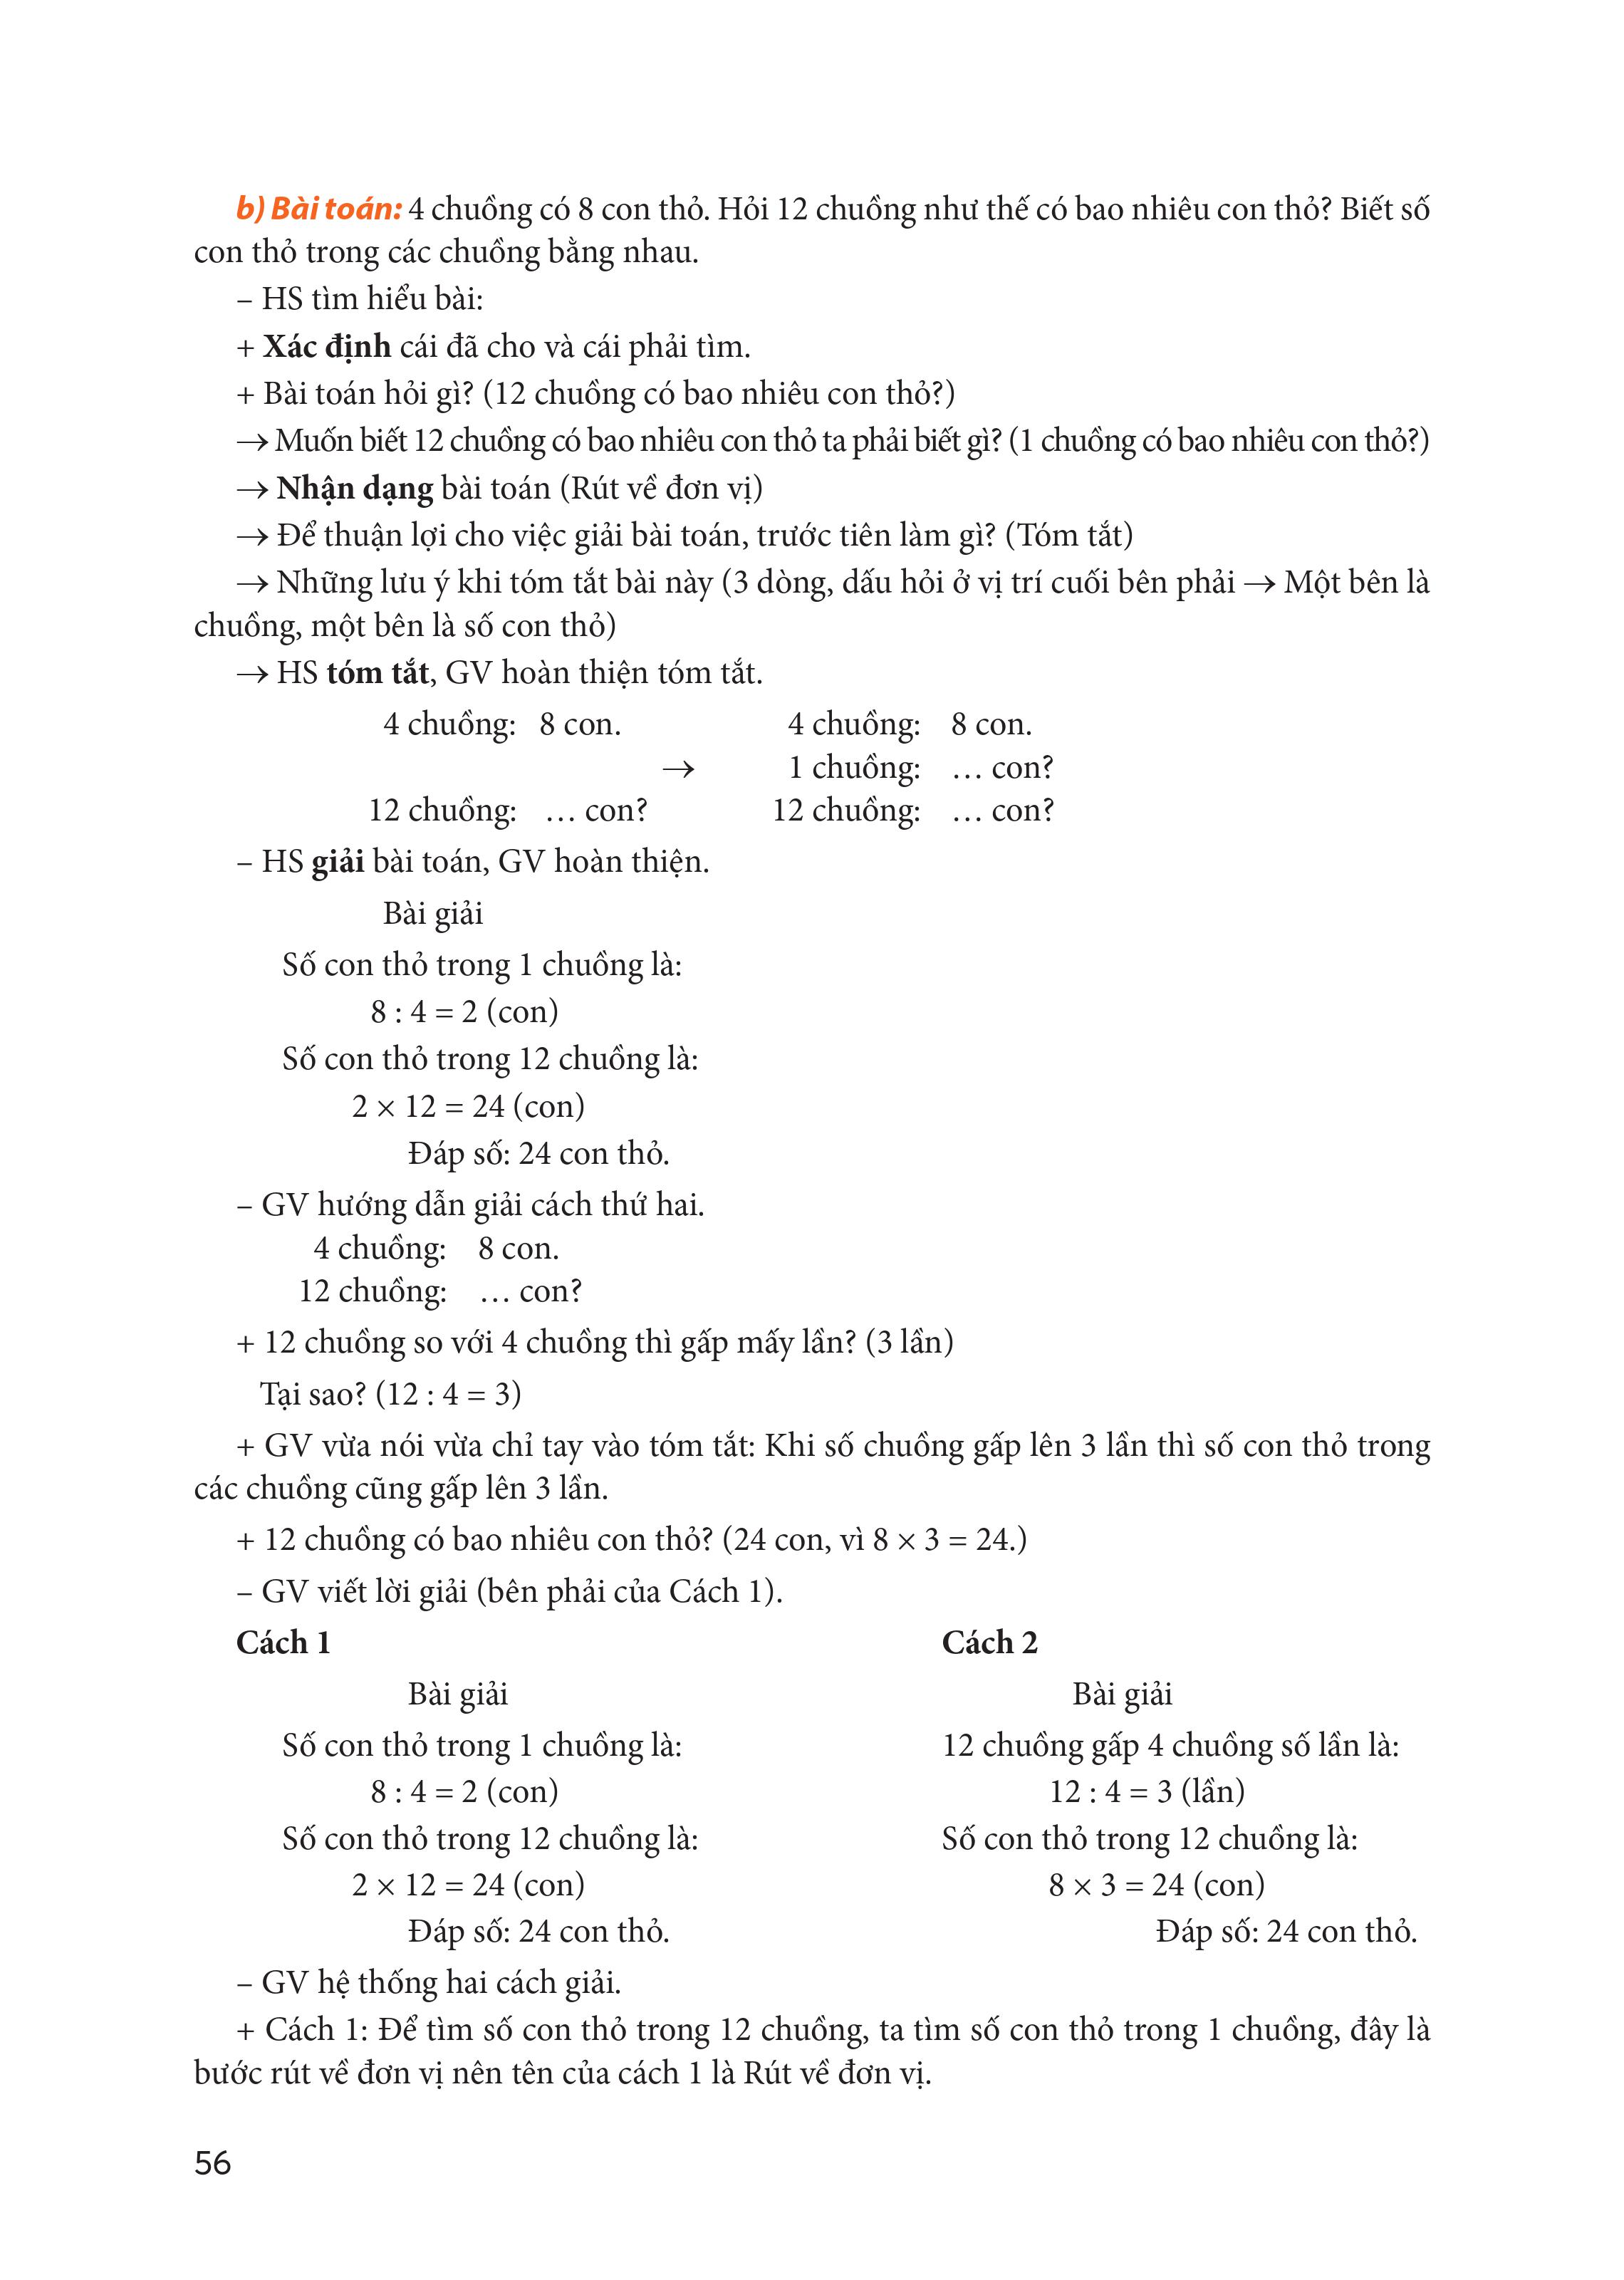 b) Bài toán: 4 chuồng có 8 con thỏ. Hỏi 12 chuồng như thế có bao nhiêu con thỏ? Biết số
con thỏ trong các chuồng bằng nhau.
– HS tìm hiểu bài:
+ Xác định cái đã cho và cái phải tìm.
+ Bài toán hỏi gì? (12 chuồng có bao nhiêu con thỏ?)
→ Muốn biết 12 chuồng có bao nhiêu con thỏ ta phải biết gì? (1 chuồng có bao nhiêu con thỏ?)
→ Nhận dạng bài toán (Rút về đơn vị)
→ Để thuận lợi cho việc giải bài toán, trước tiên làm gì? (Tóm tắt)
→ Những lưu ý khi tóm tắt bài này (3 dòng, dấu hỏi ở vị trí cuối bên phải → Một bên là
chuồng, một bên là số con thỏ)
→ HS tóm tắt, GV hoàn thiện tóm tắt.
4 chuồng: 8 con. 4 chuồng: 8 con.
→ 1 chuồng: … con?
12 chuồng: … con? 12 chuồng: … con?
– HS giải bài toán, GV hoàn thiện.
Bài giải
Số con thỏ trong 1 chuồng là:
8 : 4 = 2 (con)
Số con thỏ trong 12 chuồng là:
2 × 12 = 24 (con)
Đáp số: 24 con thỏ.
– GV hướng dẫn giải cách thứ hai.
4 chuồng: 8 con.
12 chuồng: … con?
+ 12 chuồng so với 4 chuồng thì gấp mấy lần? (3 lần)
Tại sao? (12 : 4 = 3)
+ GV vừa nói vừa chỉ tay vào tóm tắt: Khi số chuồng gấp lên 3 lần thì số con thỏ trong
các chuồng cũng gấp lên 3 lần.
+ 12 chuồng có bao nhiêu con thỏ? (24 con, vì 8 × 3 = 24.)
– GV viết lời giải (bên phải của Cách 1).
Cách 1 Cách 2
Bài giải Bài giải
Số con thỏ trong 1 chuồng là: 12 chuồng gấp 4 chuồng số lần là:
8 : 4 = 2 (con) 12 : 4 = 3 (lần)
Số con thỏ trong 12 chuồng là: Số con thỏ trong 12 chuồng là:
2 × 12 = 24 (con) 8 × 3 = 24 (con)
Đáp số: 24 con thỏ. Đáp số: 24 con thỏ.
– GV hệ thống hai cách giải.
+ Cách 1: Để tìm số con thỏ trong 12 chuồng, ta tìm số con thỏ trong 1 chuồng, đây là
bước rút về đơn vị nên tên của cách 1 là Rút về đơn vị.
56